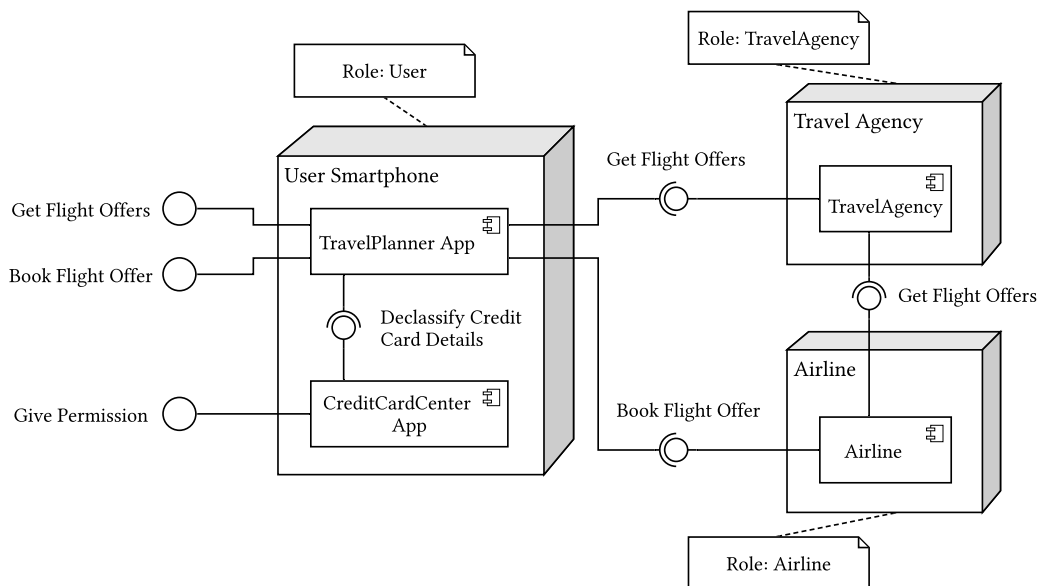 Role: TravelAgency
Role: User
Travel Agency
Get Flight Offers
User Smartphone
TravelAgency
Get Flight Offers
TravelPlanner App
Book Flight Offer
Get Flight Offers
Declassify Credit
Card Details
Airline
CreditCardCenter
App
Give Permission
Book Flight Offer
Airline
Role: Airline